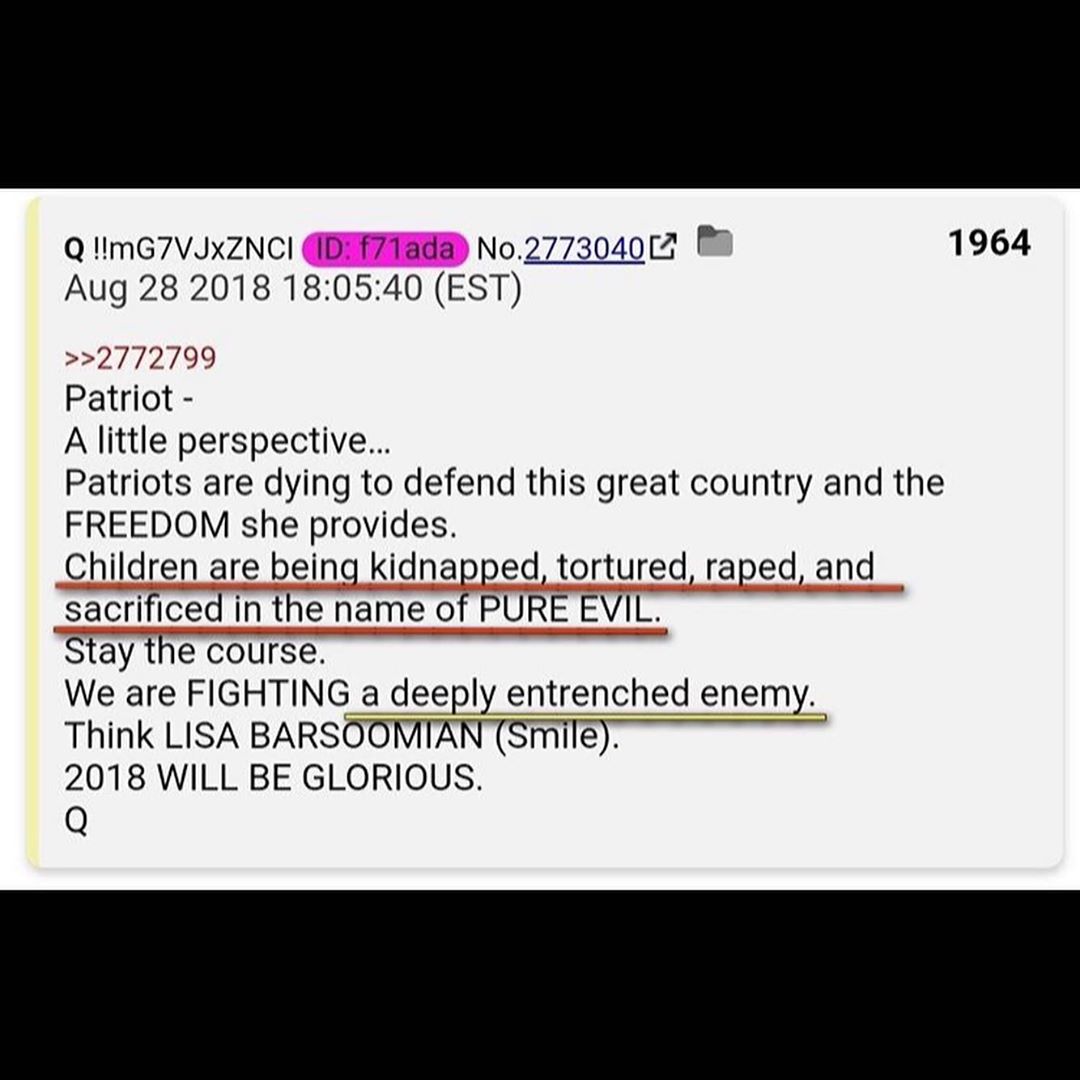 Q !!mG7VJxZNCI ID: f71ada No.2773040 1964
Aug 28 2018 18:05:40 (EST)
>>2772799
Patriot -
A little perspective...
Patriots are dying to defend this great country and the
FREEDOM she provides.
Children are being kidnapped, tortured, raped, and
sacrificed in the name of PURE EVIL.
Stay the course.
We are FIGHTING a deeply entrenched enemy.
Think LISA BARSOOMIAN (Smile).
2018 WILL BE GLORIOUS.
Q